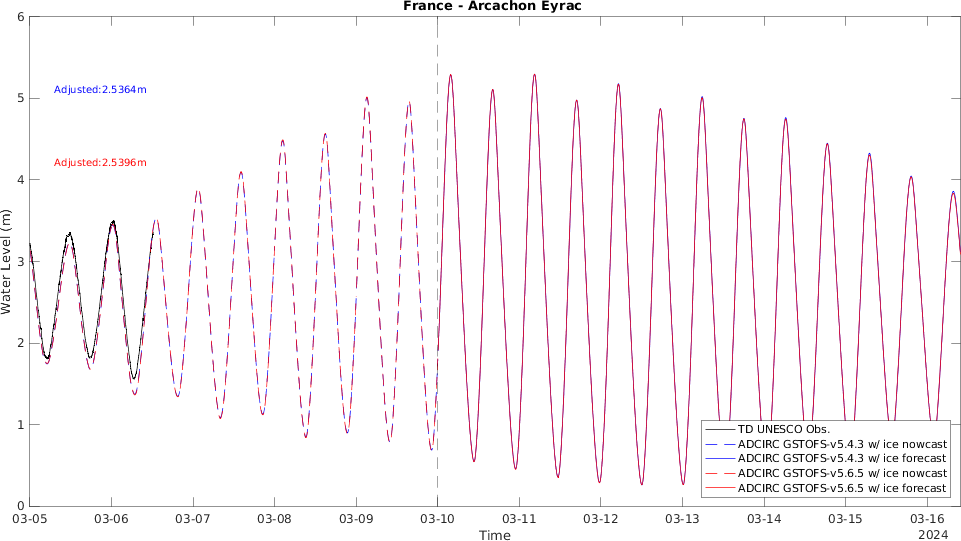 France - Arcachon Eyrac
6
5
4
3
2
1
0
Water Level (m)
Adjusted:2.5364m
Adjusted:2.5396m
TD UNESCO Obs.
ADCIRC GSTOFS-v5.4.3 w/ ice nowcast
ADCIRC GSTOFS-v5.4.3 w/ ice forecast
ADCIRC GSTOFS-v5.6.5 w/ ice nowcast
ADCIRC GSTOFS-v5.6.5 w/ ice forecast
03-05 03-06 03-07 03-08 03-09 03-10 03-11 03-12 03-13 03-14 03-15 03-16
Time
2024